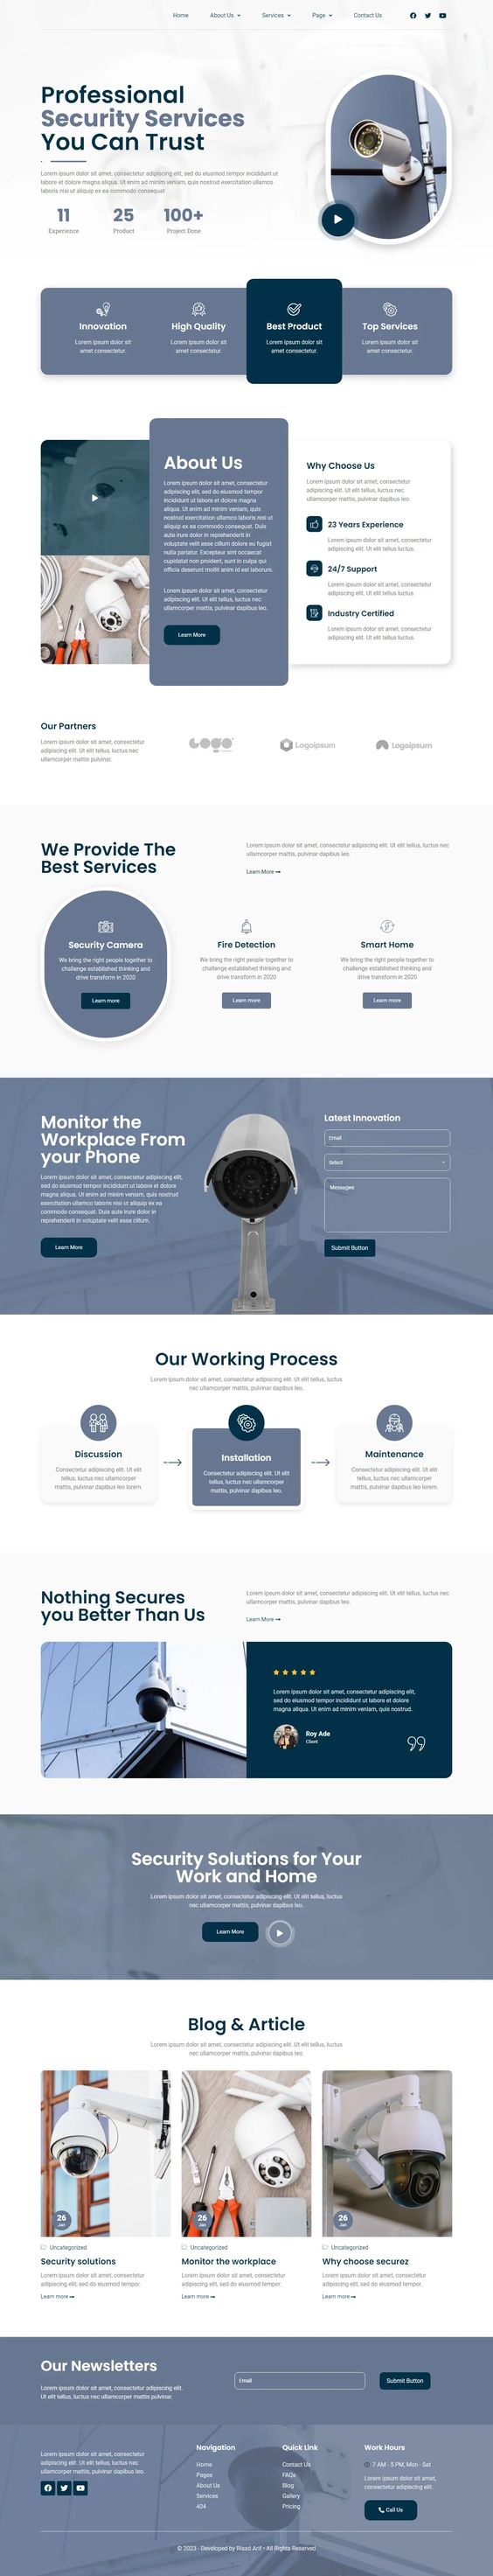 Home
About Us
Services
Page
Contact Us
Professional
Security Services
You Can Trust
Lorem ipsum dolor sit amet, consectetur adipiscing elit, sed do eiusmod tempor incididunt ut
labore et dolore magna aliqua. Ut enim ad minim veniam, quis nostrud exercitation ullamco
laboris nisi ut aliquip ex ea commodo consequat
11
25
100+
Experience
Product
Project Done
Innovation
Lorem ipsum dolor sit
amet consectetur.
High Quality
Lorem ipsum dolor sit
amet consectetur.
Best Product
Lorem ipsum dolor sit
amet consectetur.
Top Services
Lorem ipsum dolor sit
amet consectetur.
About Us
Lorem ipsum dolor sit amet, consectetur
adipiscing elit, sed do eiusmod tempor
incididunt ut labore et dolore magna
aliqua. Ut enim ad minim veniam, quis
nostrud exercitation ullamco laboris nisi ut
aliquip ex ea commodo consequat. Duis
aute irure dolor in reprehenderit in
voluptate velit esse cillum dolore eu fugiat
nulla pariatur. Excepteur sint occaecat
cupidatat non proident, sunt in culpa qui
officia deserunt mollit anim id est laborum.
Lorem ipsum dolor sit amet, consectetur
adipiscing elit. Ut elit tellus, luctus nec
ullamcorper mattis, pulvinar dapibus leo.
Learn More
Why Choose Us
Lorem ipsum dolor sit amet, consectetur
adipiscing elit. Ut elit tellus, luctus nec
ullamcorper mattis, pulvinar dapibus leo.
23 Years Experience
Lorem ipsum dolor sit amet, consectetur
adipiscing elit. Ut elit tellus luctus.
24/7 Support
Lorem ipsum dolor sit amet, consectetur
adipiscing elit. Ut elit tellus luctus.
Industry Certified
Lorem ipsum dolor sit amet, consectetur
adipiscing elit. Ut elit tellus luctus.
Our Partners
Lorem ipsum dolor sit amet, consectetur
adipiscing elit. Ut elit tellus, luctus nec
ullamcorper mattis pulvinar.
LOGO
Logoipsum
Logoipsum
We Provide The
Best Services
Lorem ipsum dolor sit amet, consectetur adipiscing elit. Ut elit tellus, luctus nec
ullamcorper mattis, pulvinar dapibus leo.
Learn More
Security Camera
We bring the right people together to
challenge established thinking and
drive transform in 2020
Learn more
Fire Detection
We bring the right people together to
challenge established thinking and
drive transform in 2020
Learn more
Smart Home
We bring the right people together to
challenge established thinking and
drive transform in 2020
Learn more
Monitor the
Workplace From
your Phone
Lorem ipsum dolor sit amet, consectetur adipiscing elit,
sed do eiusmod tempor incididunt ut labore et dolore
magna aliqua. Ut enim ad minim veniam, quis nostrud
exercitation ullamco laboris nisi ut aliquip ex ea
commodo consequat. Duis aute irure dolor in
reprehenderit in voluptate velit esse cillum.
Learn More
Latest Innovation
Email
Select
Messages
Submit Button
Our Working Process
Lorem ipsum dolor sit amet, consectetur adipiscing elit. Ut elit tellus, luctus
nec ullamcorper mattis, pulvinar dapibus leo.
Discussion
Consectetur adipiscing elit. Ut elit
tellus, luctus nec ullamcorper
mattis, pulvinar dapibus leo lorem.
Installation
Consectetur adipiscing elit. Ut elit
tellus, luctus nec ullamcorper
mattis, pulvinar dapibus leo.
Maintenance
Consectetur adipiscing elit. Ut elit
tellus, luctus nec ullamcorper
mattis, pulvinar dapibus leo lorem.
Nothing Secures
you Better Than Us
Lorem ipsum dolor sit amet, consectetur adipiscing elit. Ut elit tellus, luctus nec
ullamcorper mattis, pulvinar dapibus leo.
Learn More
Lorem ipsum dolor sit amet, consectetur adipiscing elit,
sed do eiusmod tempor incididunt ut labore et dolore
magna aliqua. Ut enim ad minim veniam, quis nostrud.
Roy Ade
Client
Security Solutions for Your
Work and Home
Lorem ipsum dolor sit amet, consectetur adipiscing elit. Ut elit tellus, luctus
nec ullamcorper mattis, pulvinar dapibus leo.
Learn More
Blog & Article
Lorem ipsum dolor sit amet, consectetur adipiscing elit. Ut elit tellus, luctus
nec ullamcorper mattis, pulvinar dapibus leo.
26
Jan
Uncategorized
Security solutions
Lorem ipsum dolor sit amet, consectetur
adipiscing elit, sed do eiusmod tempor.
Learn more
26
Jan
Uncategorized
Monitor the workplace
Lorem ipsum dolor sit amet, consectetur
adipiscing elit, sed do eiusmod tempor.
Learn more
26
Jan
Uncategorized
Why choose securez
Lorem ipsum dolor sit amet, consectetur
adipiscing elit, sed do eiusmod tempor.
Learn more
Our Newsletters
Lorem ipsum dolor sit amet, consectetur adipiscing elit.
Ut elit tellus, luctus nec ullamcorper mattis pulvinar.
Email
Submit Button
Lorem ipsum dolor sit amet, consectetur
adipiscing elit. Ut elit tellus, luctus nec
ullamcorper mattis, pulvinar dapibus leo.
Navigation
Home
Pages
About Us
Services
404
Quick Link
Contact Us
FAQs
Blog
Gallery
Pricing
Work Hours
7 AM - 5 PM, Mon - Sat
Lorem ipsum dolor sit amet,
consectetur adipiscing elit.
Call Us
© 2023 - Developed by Riaad Arif • All Rights Reserved